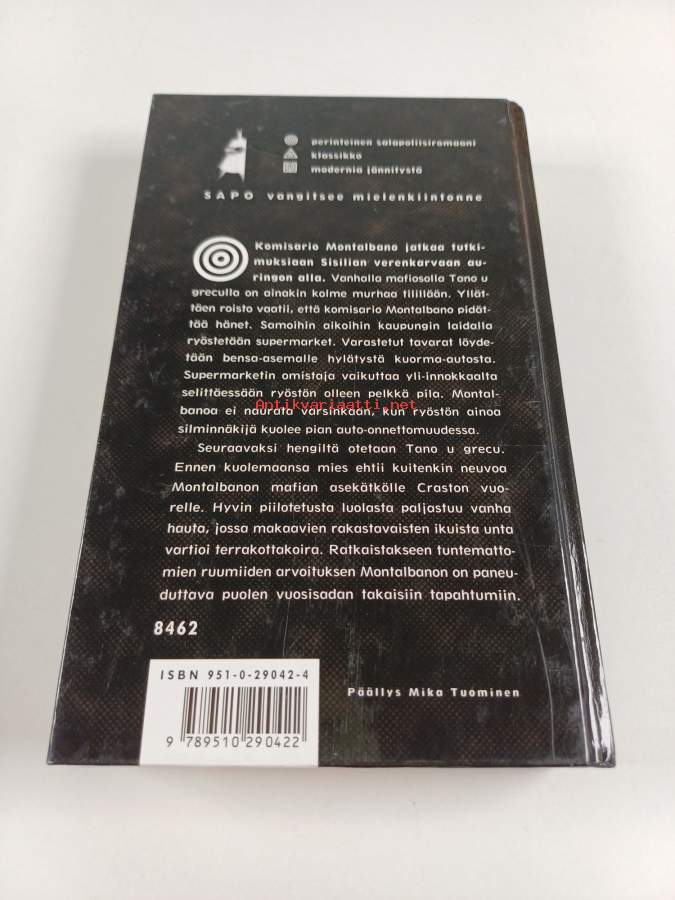 perinteinen salapoliisiromaani
klassikko
modernia jännitystä
SAPO vangitsee mielenkiintonne
Komisario Montalbano jatkaa tutki-
muksiaan Sisilian verenkarvaan au-
ringon alla. Vanhalla mafiosolla Tano u
greculla on ainakin kolme murhaa tilillään. Yllät-
täen roisto vaatii, että komisario Montalbano pidät-
tää hänet. Samoihin aikoihin kaupungin laidalla
ryöstetään supermarket. Varastetut tavarat löyde-
tään bensa-asemalle hylätystä kuorma-autosta.
Supermarketin omistaja vaikuttaa yli-innokkaalta
selittäessään ryöstön olleen pelkkä pila. Montal-
banoa ei naurata varsinkaan, kun ryöstön ainoa
silminnäkijä kuolee pian auto-onnettomuudessa.
Seuraavaksi hengiltä otetaan Tano u grecu.
Ennen kuolemaansa mies ehtii kuitenkin neuvoa
Montalbanon mafian asekätkölle Craston vuo-
relle. Hyvin piilotetusta luolasta paljastuu vanha
hauta, jossa makaavien rakastavaisten ikuista unta
vartioi terrakottakoira. Ratkaistakseen tuntematto-
mien ruumiiden arvoituksen Montalbanon on paneu-
duttava puolen vuosisadan takaisiin tapahtumiin.
8462
ISBN 951-0-29042-4
9 789510 290422
Päällys Mika Tuominen
Antikvariaatti.net